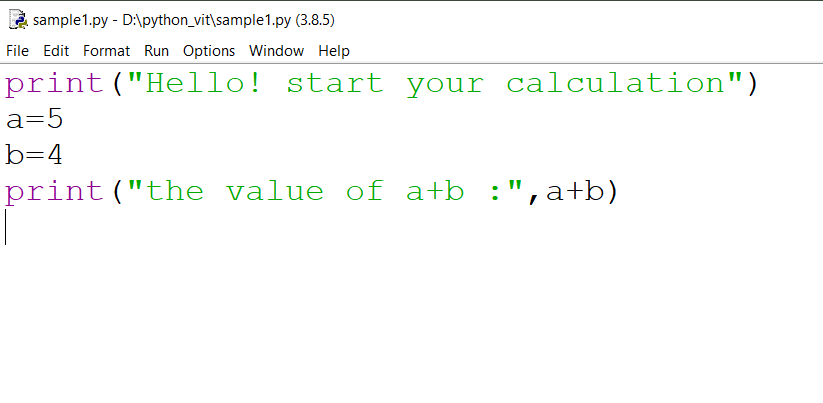 sample1.py - D:\python_vit\sample1.py (3.8.5)
File Edit Format Run Options Window Help
print("Hello! start your calculation")
a=5
b=4
print("the value of a+b :",a+b)